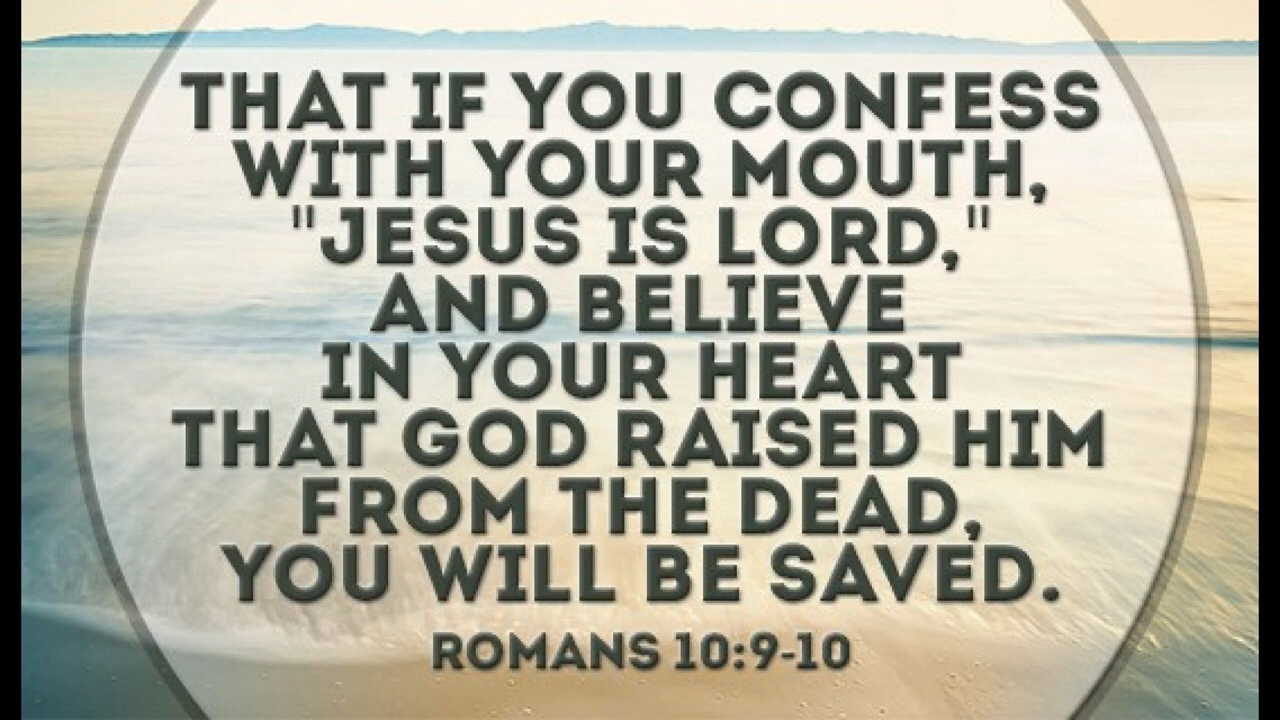 THAT IF YOU CONFESS
WITH YOUR MOUTH,
"JESUS IS LORD,"
AND BELIEVE
IN YOUR HEART
THAT GOD RAISED HIM
FROM THE DEAD,
YOU WILL BE SAVED.
ROMANS 10:9-10